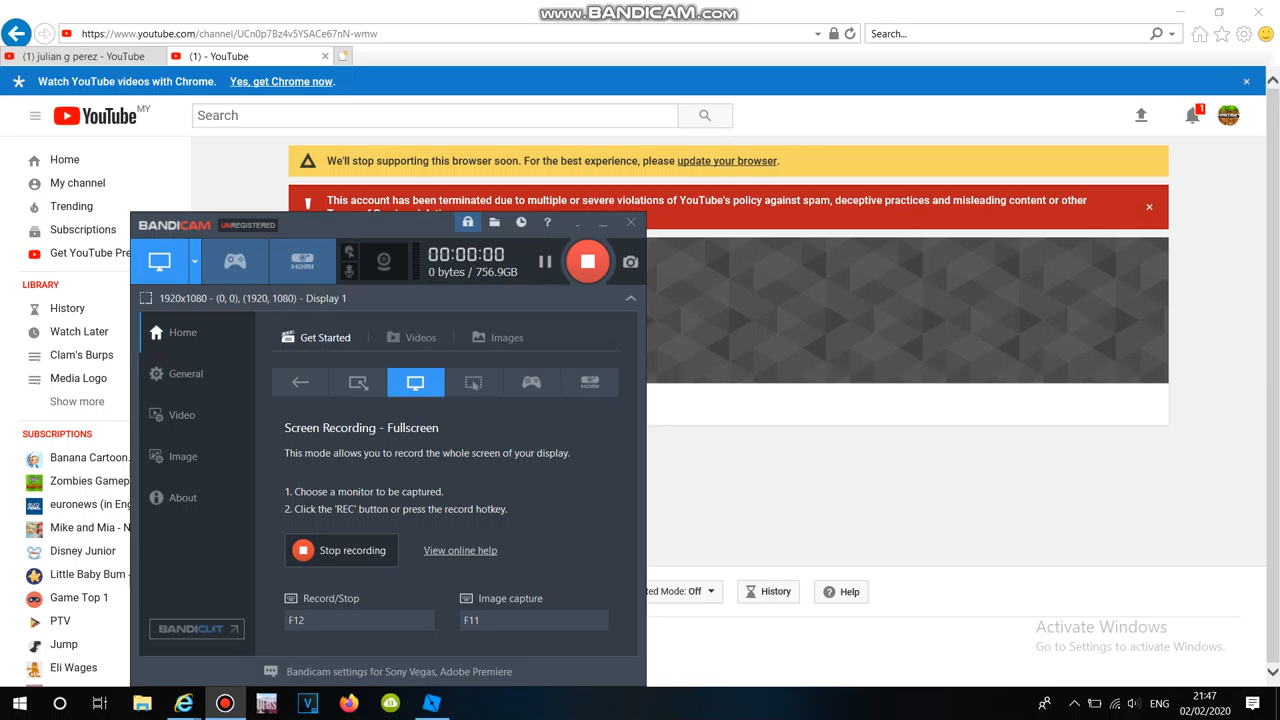 www.BANDICAM.com
https://www.youtube.com/channel/UCn0p7Bz4v5YSACe67nN-wmw
Search...
(1) julian g perez - YouTube
(1) - YouTube
Watch YouTube videos with Chrome. Yes, get Chrome now.
YouTube MY
Search
1
We'll stop supporting this browser soon. For the best experience, please update your browser.
This account has been terminated due to multiple or severe violations of YouTube's policy against spam, deceptive practices and misleading content or other
Home
My channel
Trending
Subscriptions
Get YouTube Pre
LIBRARY
History
Watch Later
Clam's Burps
Media Logo
Show more
SUBSCRIPTIONS
Banana Cartoon.
Zombies Gamep
euronews (in Eng
Mike and Mia - N
Disney Junior
Little Baby Bum -
Game Top 1
PTV
Jump
Eli Wages
BANDICAM UNREGISTERED
HDMI
00:00:00
0 bytes / 756.9GB
1920x1080 - (0, 0), (1920, 1080) - Display 1
Home
General
Video
Image
About
BANDICUT
Get Started
Videos
Images
Screen Recording - Fullscreen
This mode allows you to record the whole screen of your display.
1. Choose a monitor to be captured.
2. Click the 'REC' button or press the record hotkey.
Stop recording
View online help
Record/Stop
F12
Image capture
F11
Bandicam settings for Sony Vegas, Adobe Premiere
ted Mode: Off
History
Help
Activate Windows
Go to Settings to activate Windows.
ENG
21:47
02/02/2020